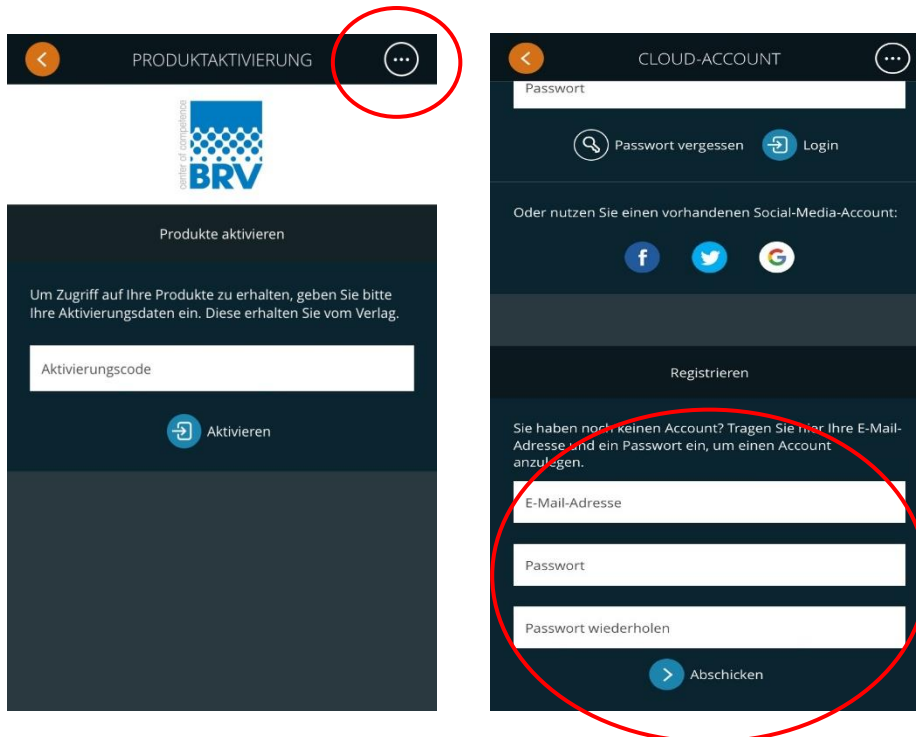 PRODUKTAKTIVIERUNG
center of competence
BRV
Produkte aktivieren
Um Zugriff auf Ihre Produkte zu erhalten, geben Sie bitte
Ihre Aktivierungsdaten ein. Diese erhalten Sie vom Verlag.
Aktivierungscode
Aktivieren
CLOUD-ACCOUNT
Passwort
Passwort vergessen Login
Oder nutzen Sie einen vorhandenen Social-Media-Account:
Registrieren
Sie haben noch keinen Account? Tragen Sie hier Ihre E-Mail-
Adresse und ein Passwort ein, um einen Account
anzulegen.
E-Mail-Adresse
Passwort
Passwort wiederholen
Abschicken